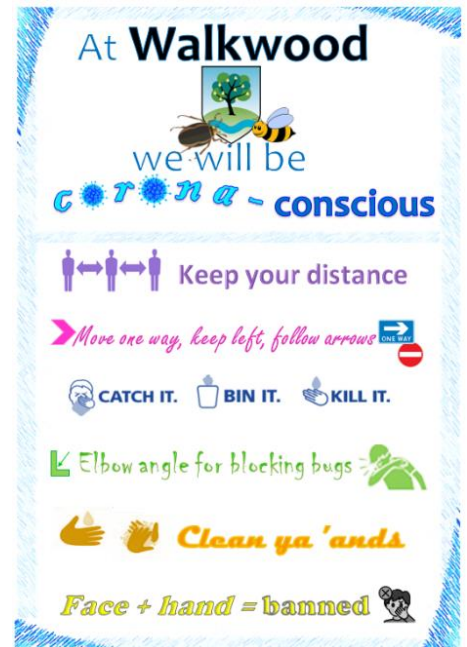 At Walkwood
we will be
corona - conscious
Keep your distance
Move one way, keep left, follow arrows ONE WAY
CATCH IT. BIN IT. KILL IT.
Elbow angle for blocking bugs
Clean ya 'ands
Face + hand = banned